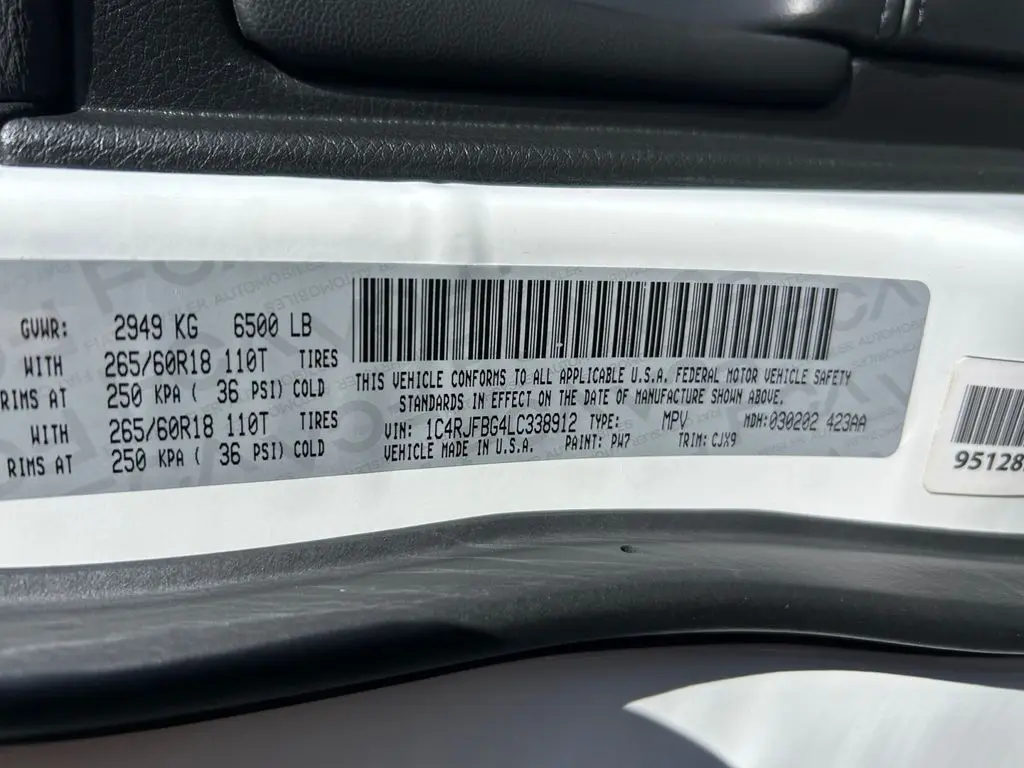 GVWR: 2949 KG 6500 LB
WITH 265/60R18 110T TIRES
RIMS AT 250 KPA ( 36 PSI) COLD
WITH 265/60R18 110T TIRES
RIMS AT 250 KPA ( 36 PSI) COLD
THIS VEHICLE CONFORMS TO ALL APPLICABLE U.S.A. FEDERAL MOTOR VEHICLE SAFETY
STANDARDS IN EFFECT ON THE DATE OF MANUFACTURE SHOWN ABOVE.
VIN: 1C4RJFBG4LC338912 TYPE: MPV MDH:030202 423AA
VEHICLE MADE IN U.S.A. PAINT: PW7 TRIM: CJX9
95128